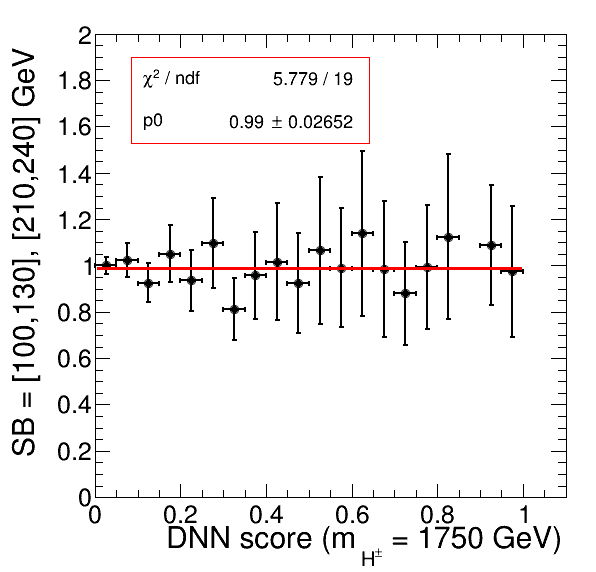 2
1.8
1.6
1.4
1.2
1
0.8
0.6
0.4
0.2
0
SB = [100,130], [210,240] GeV
χ² / ndf 5.779 / 19
p0 0.99 ± 0.02652
0 0.2 0.4 0.6 0.8 1
DNN score (m_H± = 1750 GeV)